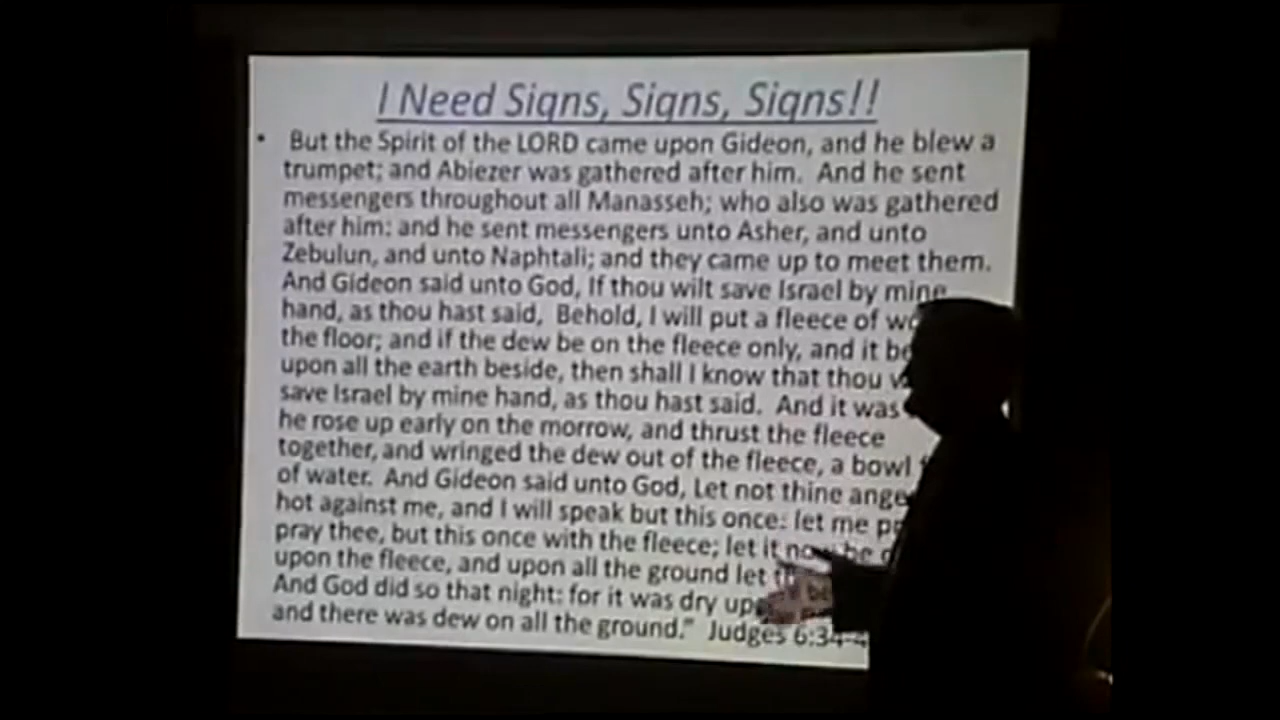 I Need Signs, Signs, Signs!!
• But the Spirit of the LORD came upon Gideon, and he blew a
trumpet; and Abiezer was gathered after him. And he sent
messengers throughout all Manasseh; who also was gathered
after him: and he sent messengers unto Asher, and unto
Zebulun, and unto Naphtali; and they came up to meet them.
And Gideon said unto God, If thou wilt save Israel by mine
hand, as thou hast said, Behold, I will put a fleece of
the floor; and if the dew be on the fleece only, and it be
upon all the earth beside, then shall I know that thou
save Israel by mine hand, as thou hast said. And it was
he rose up early on the morrow, and thrust the fleece
together, and wringed the dew out of the fleece, a bowl
of water. And Gideon said unto God, Let not thine
hot against me, and I will speak but this once: let me
pray thee, but this once with the fleece; let it now be
upon the fleece, and upon all the ground let
And God did so that night: for it was dry
and there was dew on all the ground." Judges 6:34-4